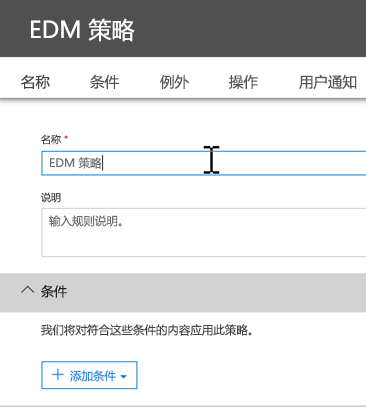 EDM 策略
名称 条件 例外 操作 用户通知
名称 *
EDM 策略
说明
输入规则说明。
条件
我们将对符合这些条件的内容应用此策略。
添加条件